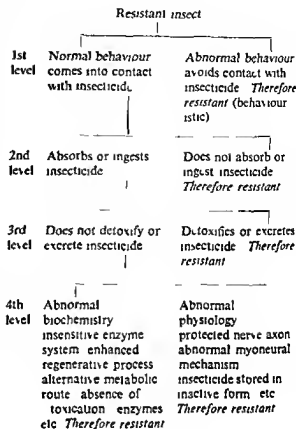 Resistant insect
1st level
Normal behaviour
comes into contact
with insecticide
Abnormal behaviour
avoids contact with
insecticide Therefore
resistant (behaviour
istic)
2nd level
Absorbs or ingests
insecticide
Does not absorb or
ingest insecticide
Therefore resistant
3rd level
Does not detoxify or
excrete insecticide
Detoxifies or excretes
insecticide Therefore
resistant
4th level
Abnormal
biochemistry
insensitive enzyme
system enhanced
regenerative process
alternative metabolic
route absence of
toxication enzymes
etc Therefore resistant
Abnormal
physiology
protected nerve axon
abnormal myoneural
mechanism
insecticide stored in
inactive form etc
Therefore resistant